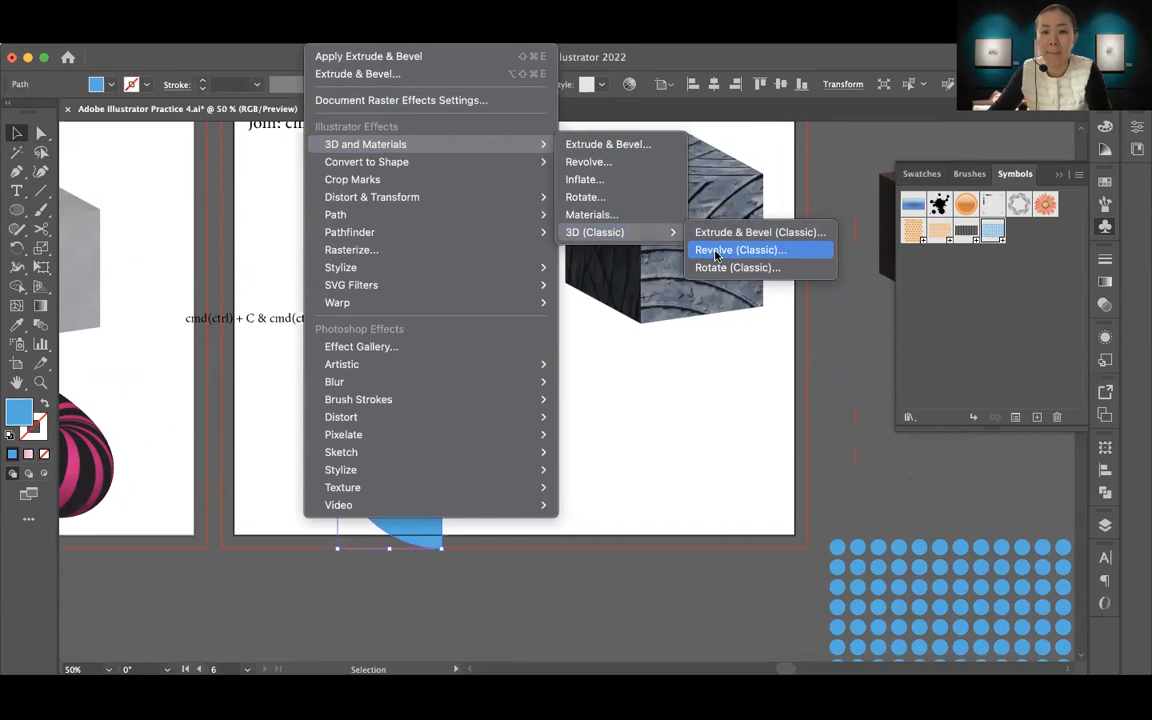 Illustrator 2022
Path
Stroke:
Transform
Adobe Illustrator Practice 4.ai* @ 50 % (RGB/Preview)
Apply Extrude & Bevel ⇧⌘E
Extrude & Bevel... ⌥⇧⌘E
Document Raster Effects Settings...
Illustrator Effects
3D and Materials
Convert to Shape
Crop Marks
Distort & Transform
Path
Pathfinder
Rasterize...
Stylize
SVG Filters
Warp
Photoshop Effects
Effect Gallery...
Artistic
Blur
Brush Strokes
Distort
Pixelate
Sketch
Stylize
Texture
Video
Extrude & Bevel...
Revolve...
Inflate...
Rotate...
Materials...
3D (Classic)
Extrude & Bevel (Classic)...
Revolve (Classic)...
Rotate (Classic)...
Join: cm
cmd(ctrl) + C & cmd(ct
Swatches Brushes Symbols
50% 0° 6 Selection